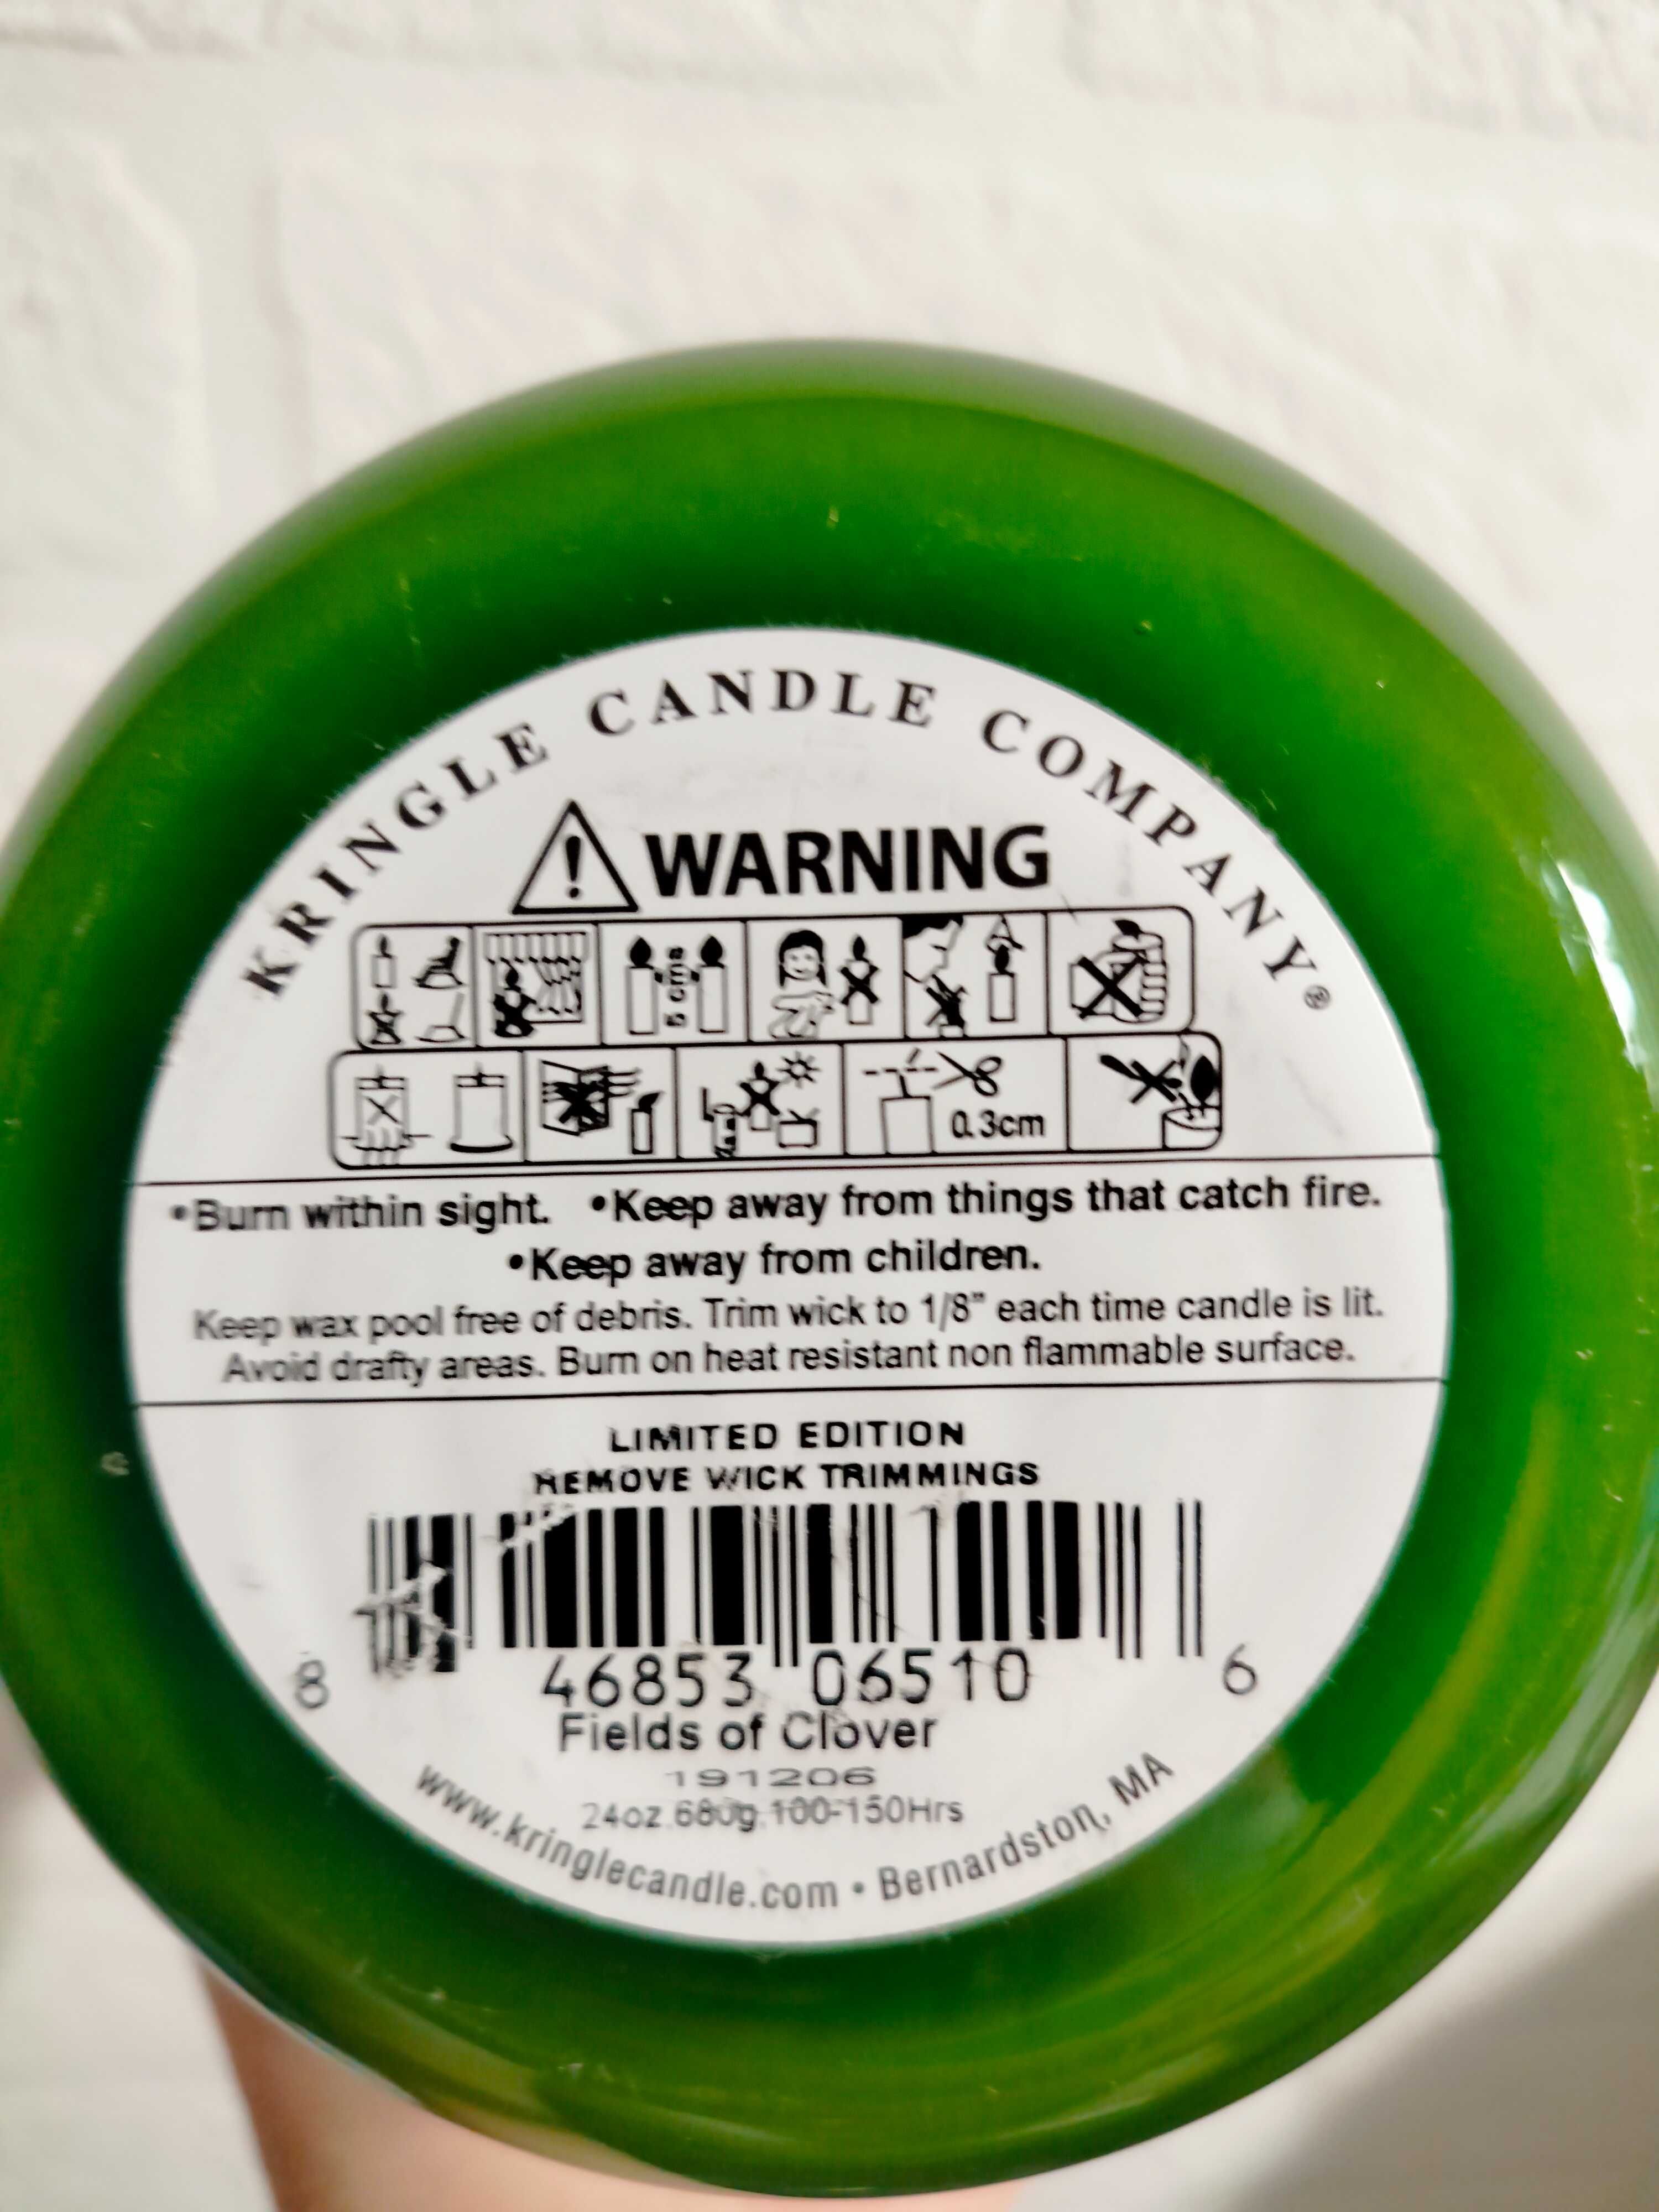 KRINGLE CANDLE COMPANY®
WARNING
5 cms
0.3cm
•Burn within sight. •Keep away from things that catch fire.
•Keep away from children.
Keep wax pool free of debris. Trim wick to 1/8" each time candle is lit.
Avoid drafty areas. Burn on heat resistant non flammable surface.
LIMITED EDITION
REMOVE WICK TRIMMINGS
8 46853 06510 6
Fields of Clover
191206
24oz.680g.100-150Hrs
www.kringlecandle.com • Bernardston, MA